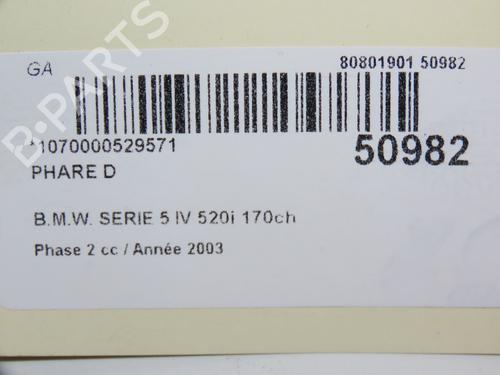 GA
80801901 50982
*1070000529571
50982
PHARE D
B.M.W. SERIE 5 IV 520i 170ch
Phase 2 cc / Année 2003
B-PARTS